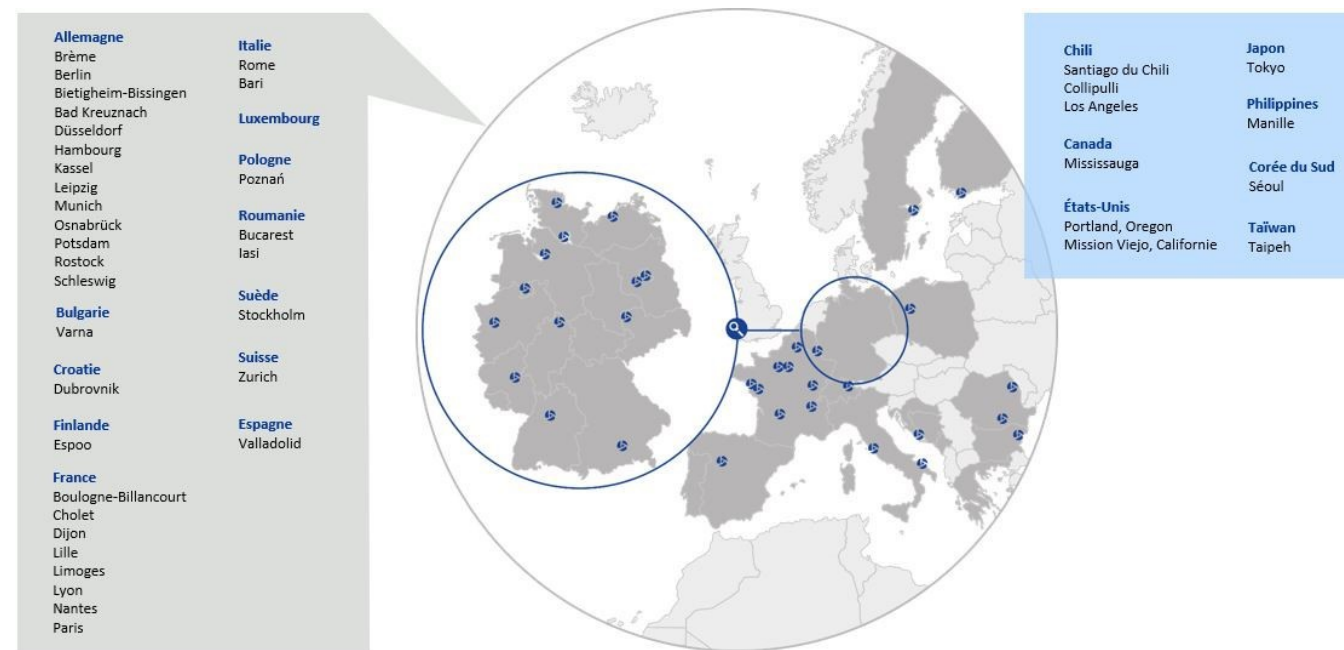 Allemagne
Brème
Berlin
Bietigheim-Bissingen
Bad Kreuznach
Düsseldorf
Hambourg
Kassel
Leipzig
Munich
Osnabrück
Potsdam
Rostock
Schleswig
Bulgarie
Varna
Croatie
Dubrovnik
Finlande
Espoo
France
Boulogne-Billancourt
Cholet
Dijon
Lille
Limoges
Lyon
Nantes
Paris
Italie
Rome
Bari
Luxembourg
Pologne
Poznań
Roumanie
Bucarest
Iasi
Suède
Stockholm
Suisse
Zurich
Espagne
Valladolid
Chili
Santiago du Chili
Collipulli
Los Angeles
Canada
Mississauga
États-Unis
Portland, Oregon
Mission Viejo, Californie
Japon
Tokyo
Philippines
Manille
Corée du Sud
Séoul
Taïwan
Taipeh